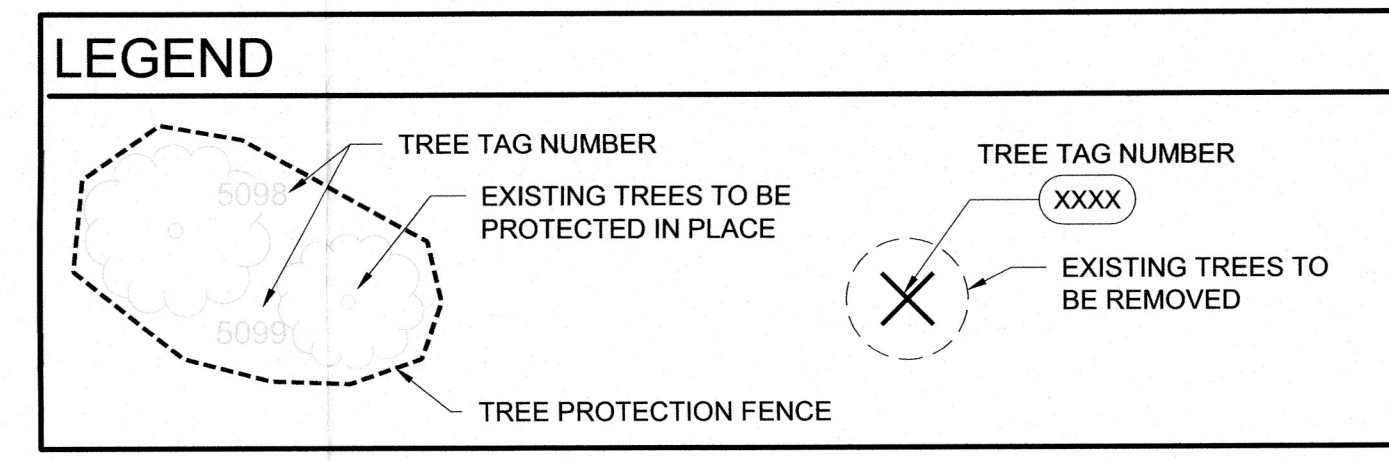 LEGEND
TREE TAG NUMBER
5098
EXISTING TREES TO BE
PROTECTED IN PLACE
5099
TREE PROTECTION FENCE
TREE TAG NUMBER
XXXX
EXISTING TREES TO
BE REMOVED